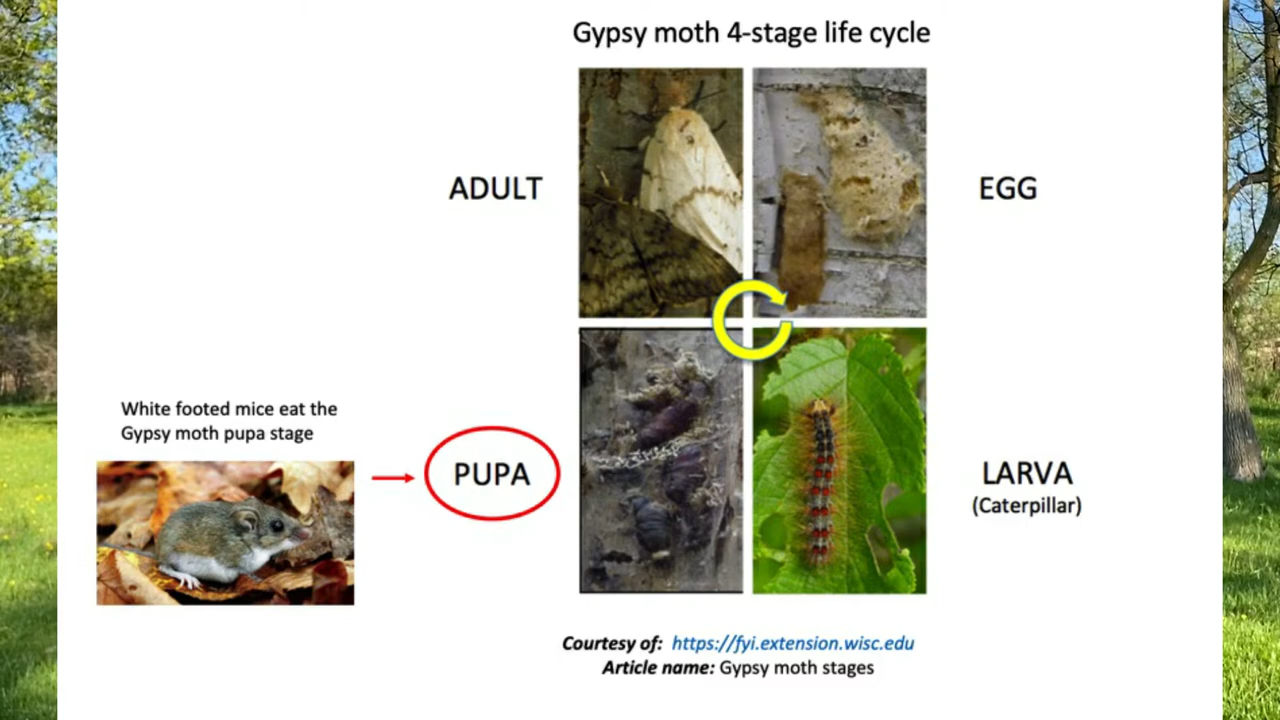 Gypsy moth 4-stage life cycle
ADULT
EGG
White footed mice eat the
Gypsy moth pupa stage
PUPA
LARVA
(Caterpillar)
Courtesy of: https://fyi.extension.wisc.edu
Article name: Gypsy moth stages